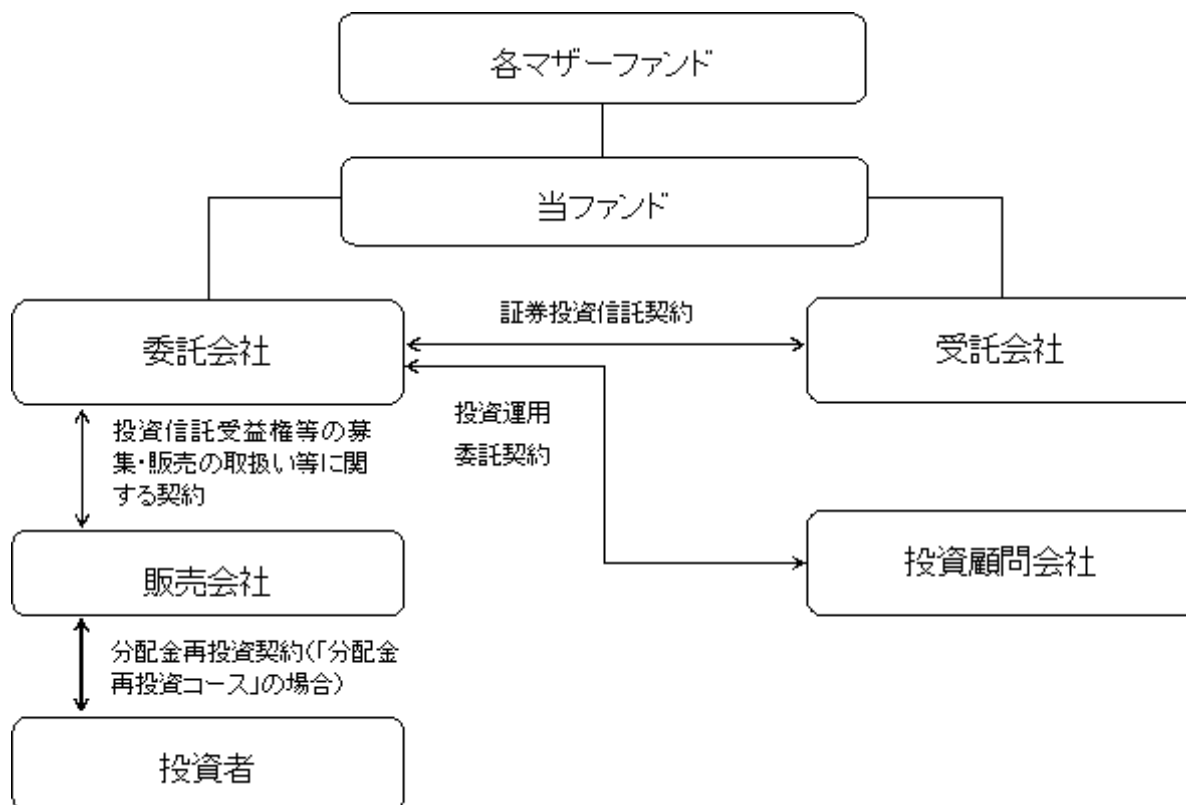 各マザーファンド
当ファンド
証券投資信託契約
委託会社
受託会社
投資運用
委託契約
投資信託受益権等の募
集・販売の取扱い等に関
する契約
投資顧問会社
販売会社
分配金再投資契約(「分配金
再投資コース」の場合)
投資者